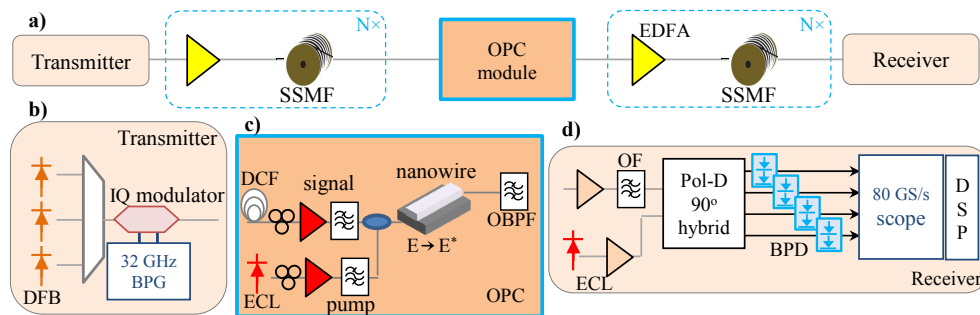 a)
Transmitter
SSMF
N×
OPC
module
EDFA
SSMF
N×
Receiver
b)
Transmitter
IQ modulator
32 GHz
BPG
DFB
c)
DCF
signal
nanowire
OBPF
E → E*
ECL
pump
OPC
d)
OF
Pol-D
90°
hybrid
BPD
80 GS/s
scope
D
S
P
ECL
Receiver